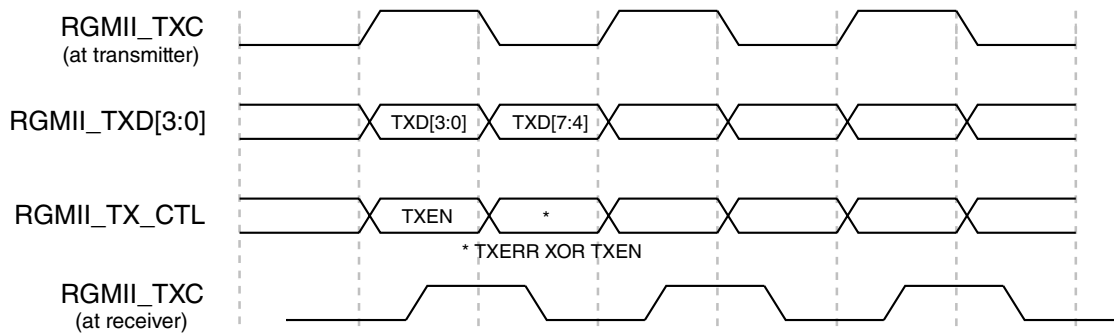 RGMII_TXC
(at transmitter)
RGMII_TXD[3:0]
TXD[3:0]
TXD[7:4]
RGMII_TX_CTL
TXEN
*
* TXERR XOR TXEN
RGMII_TXC
(at receiver)